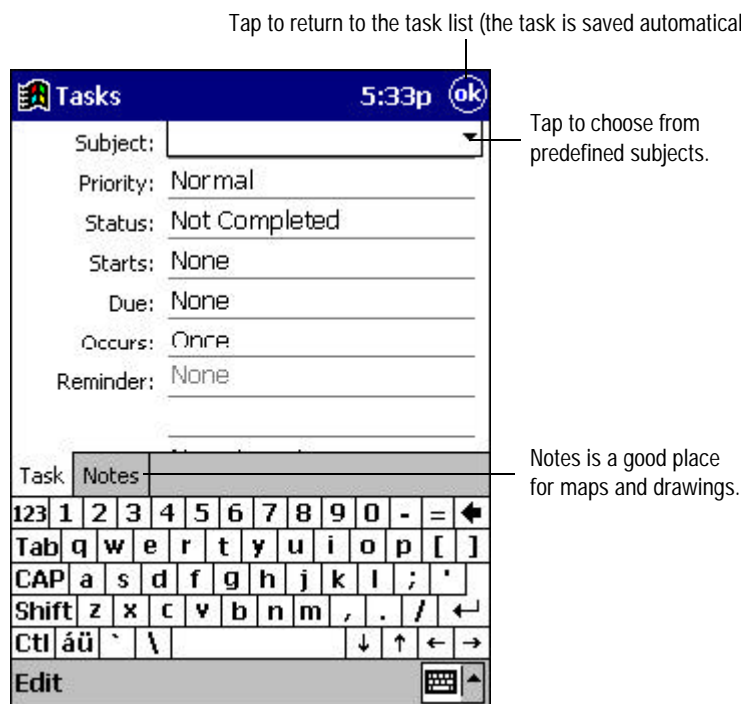 Tap to return to the task list (the task is saved automatical
Tasks 5:33p ok
Tap to choose from
predefined subjects.
Subject:
Priority: Normal
Status: Not Completed
Starts: None
Due: None
Occurs: Once
Reminder: None
Notes is a good place
for maps and drawings.
Task Notes
123 1 2 3 4 5 6 7 8 9 0 - =
Tab q w e r t y u i o p [ ]
CAP a s d f g h j k l ; '
Shift z x c v b n m , . /
Ctl áü ` \ ↓ ↑ ← →
Edit